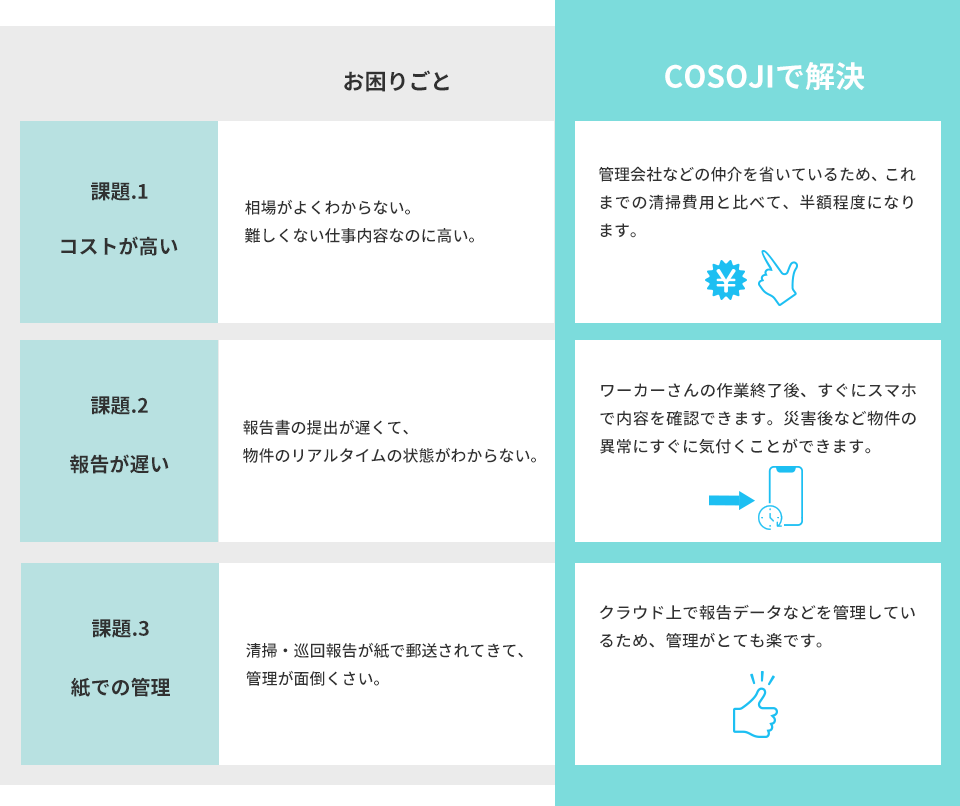 お困りごと
COSOJIで解決
課題.1
コストが高い
相場がよくわからない。
難しくない仕事内容なのに高い。
管理会社などの仲介を省いているため、これ
までの清掃費用と比べて、半額程度になり
ます。
¥
課題.2
報告が遅い
報告書の提出が遅くて、
物件のリアルタイムの状態がわからない。
ワーカーさんの作業終了後、すぐにスマホ
で内容を確認できます。災害後など物件の
異常にすぐに気付くことができます。
課題.3
紙での管理
清掃・巡回報告が紙で郵送されてきて、
管理が面倒くさい。
クラウド上で報告データなどを管理してい
るため、管理がとても楽です。